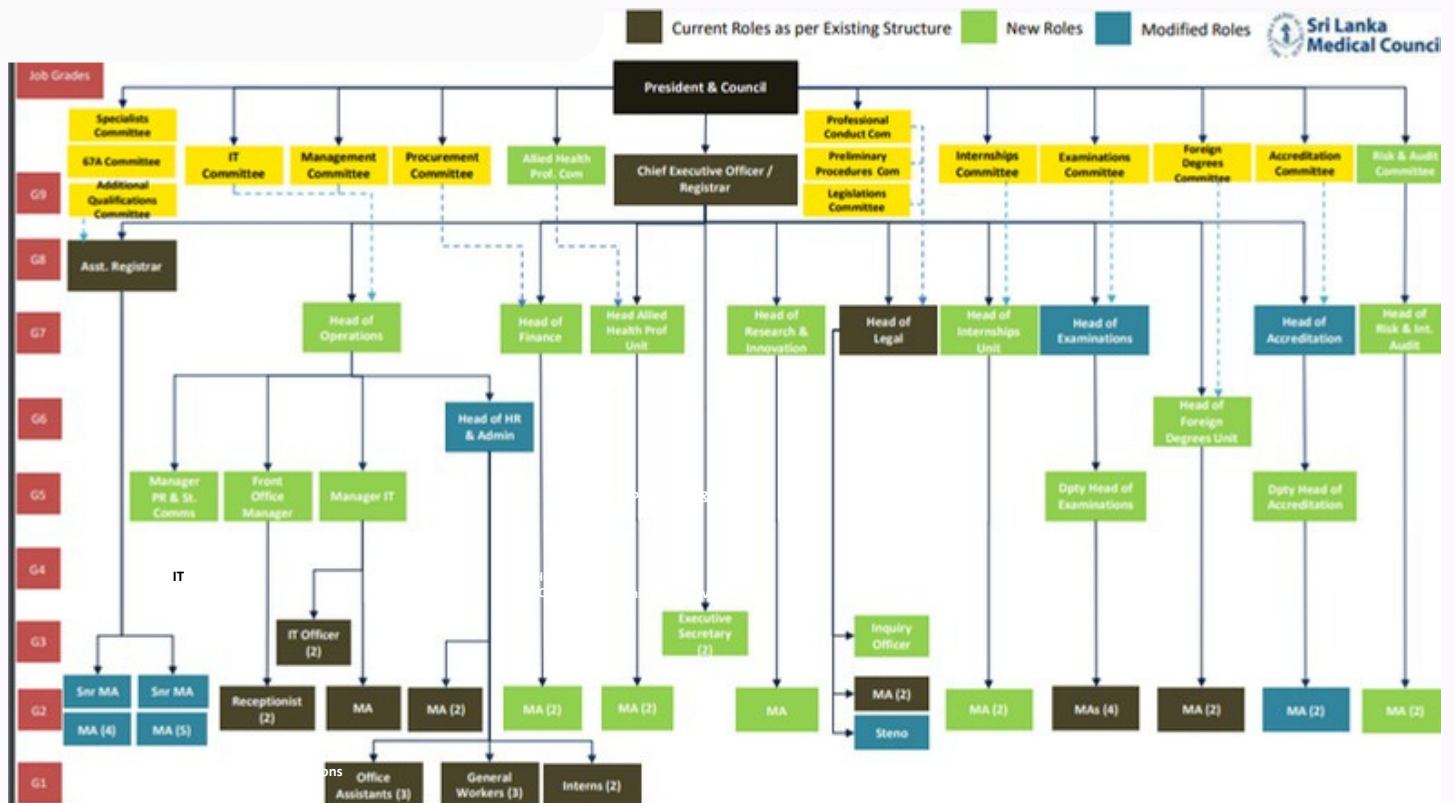 Current Roles as per Existing Structure
New Roles
Modified Roles
Sri Lanka
Medical Council
Job Grades
President & Council
Specialists
Committee
67A Committee
Additional
Qualifications
Committee
IT
Committee
Management
Committee
Procurement
Committee
Allied Health
Prof. Com
Chief Executive Officer /
Registrar
Professional
Conduct Com
Preliminary
Procedures Com
Legislations
Committee
Internships
Committee
Examinations
Committee
Foreign
Degrees
Committee
Accreditation
Committee
Risk & Audit
Committee
G9
G8
Asst. Registrar
G7
Head of
Operations
Head of
Finance
Head Allied
Health Prof
Unit
Head of
Research &
Innovation
Head of
Legal
Head of
Internships
Unit
Head of
Examinations
Head of
Accreditation
Head of
Risk & Int.
Audit
G6
Head of HR
& Admin
Head of
Foreign
Degrees Unit
G5
Manager
PR & St.
Comms
Front
Office
Manager
Manager IT
Dpty Head of
Examinations
Dpty Head of
Accreditation
G4
IT
G3
IT Officer
(2)
Executive
Secretary
(2)
Inquiry
Officer
G2
Snr MA
Snr MA
MA (4)
MA (5)
Receptionist
(2)
MA
MA (2)
MA (2)
MA (2)
MA
MA (2)
Steno
MA (2)
MAs (4)
MA (2)
MA (2)
MA (2)
G1
ons
Office
Assistants (3)
General
Workers (3)
Interns (2)